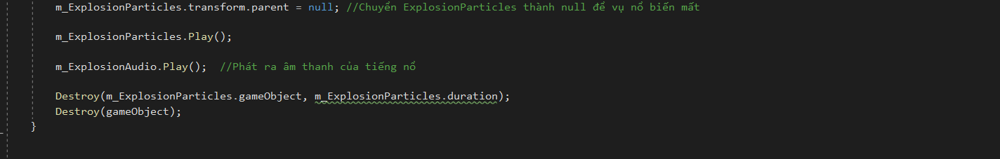 m_ExplosionParticles.transform.parent = null; //Chuyển ExplosionParticles thành null để vụ nổ biến mất
m_ExplosionParticles.Play();
m_ExplosionAudio.Play();  //Phát ra âm thanh của tiếng nổ
Destroy(m_ExplosionParticles.gameObject, m_ExplosionParticles.duration);
Destroy(gameObject);
}